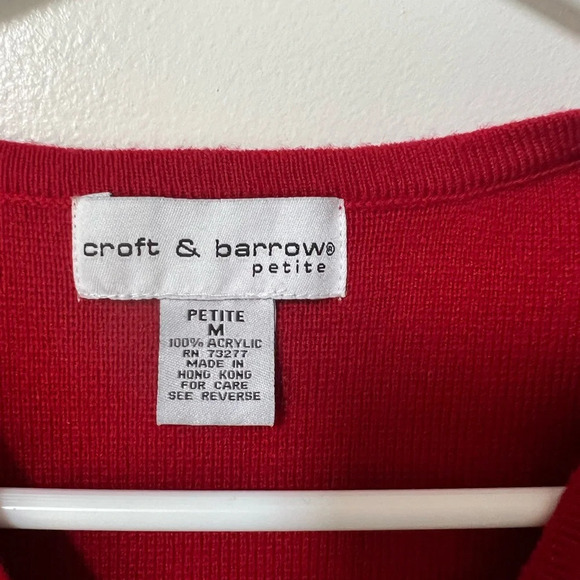 croft & barrow®
petite
PETITE
M
100% ACRYLIC
RN 73277
MADE IN
HONG KONG
FOR CARE
SEE REVERSE